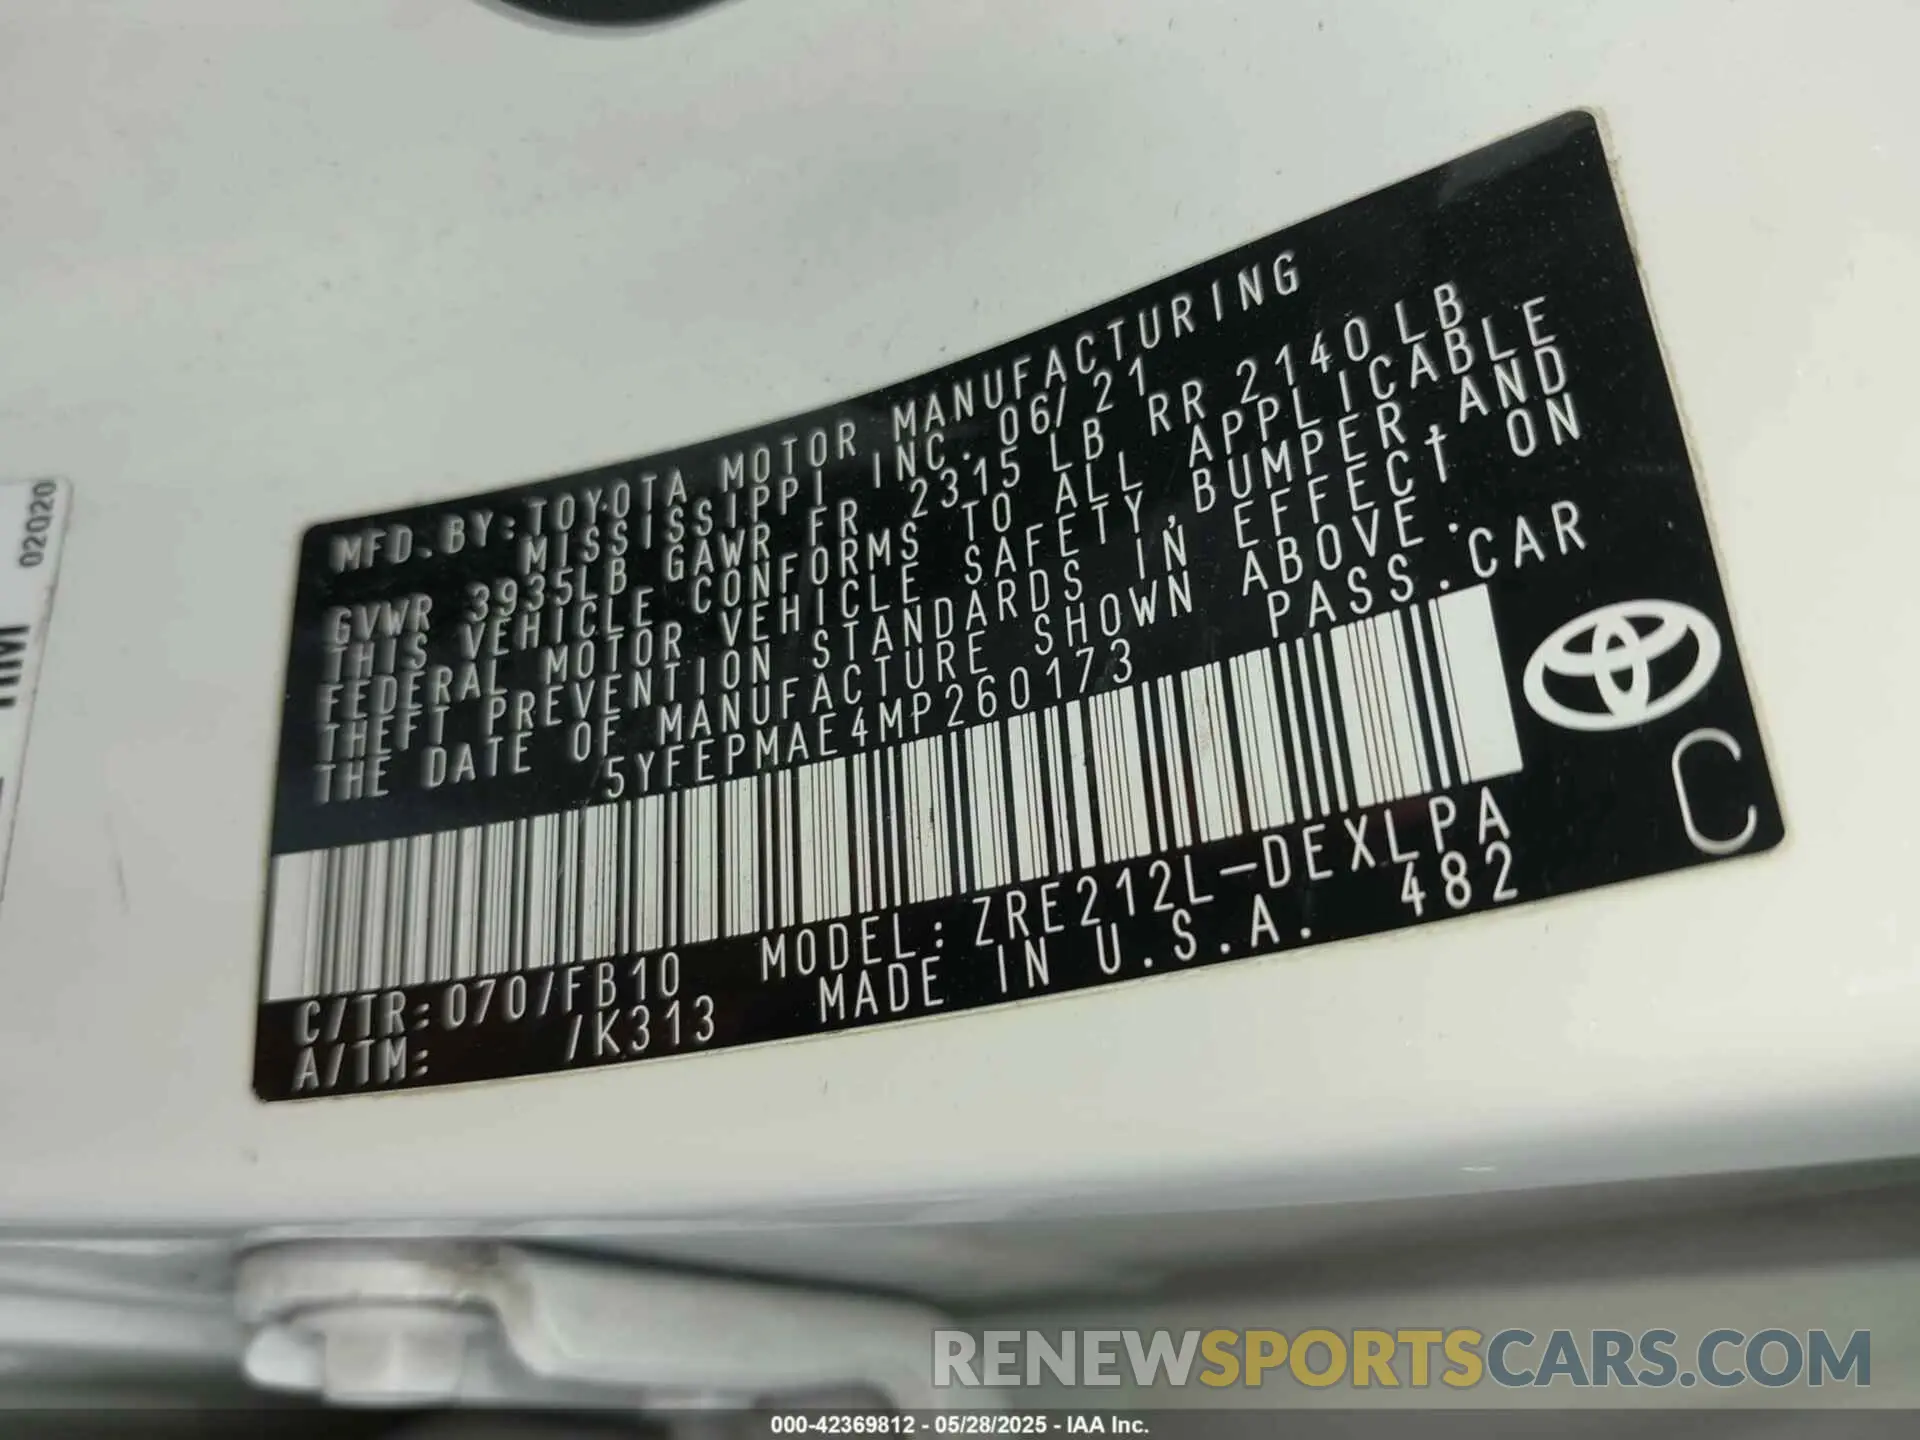 MFD.BY:TOYOTA MOTOR MANUFACTURING
MISSISSIPPI INC. 06/21
GVWR 3935LB GAWR FR 2315 LB RR 2140LB
THIS VEHICLE CONFORMS TO ALL APPLICABLE
FEDERAL MOTOR VEHICLE SAFETY,BUMPER,AND
THEFT PREVENTION STANDARDS IN EFFECT ON
THE DATE OF MANUFACTURE SHOWN ABOVE.
5YFEPMAE4MP260173 PASS.CAR
C/TR:070/FB10 MODEL:ZRE212L-DEXLPA
A/TM: /K313 MADE IN U.S.A. 482
C
02020
RENEWSPORTSCARS.COM
000-42369812 - 05/28/2025 - IAA Inc.